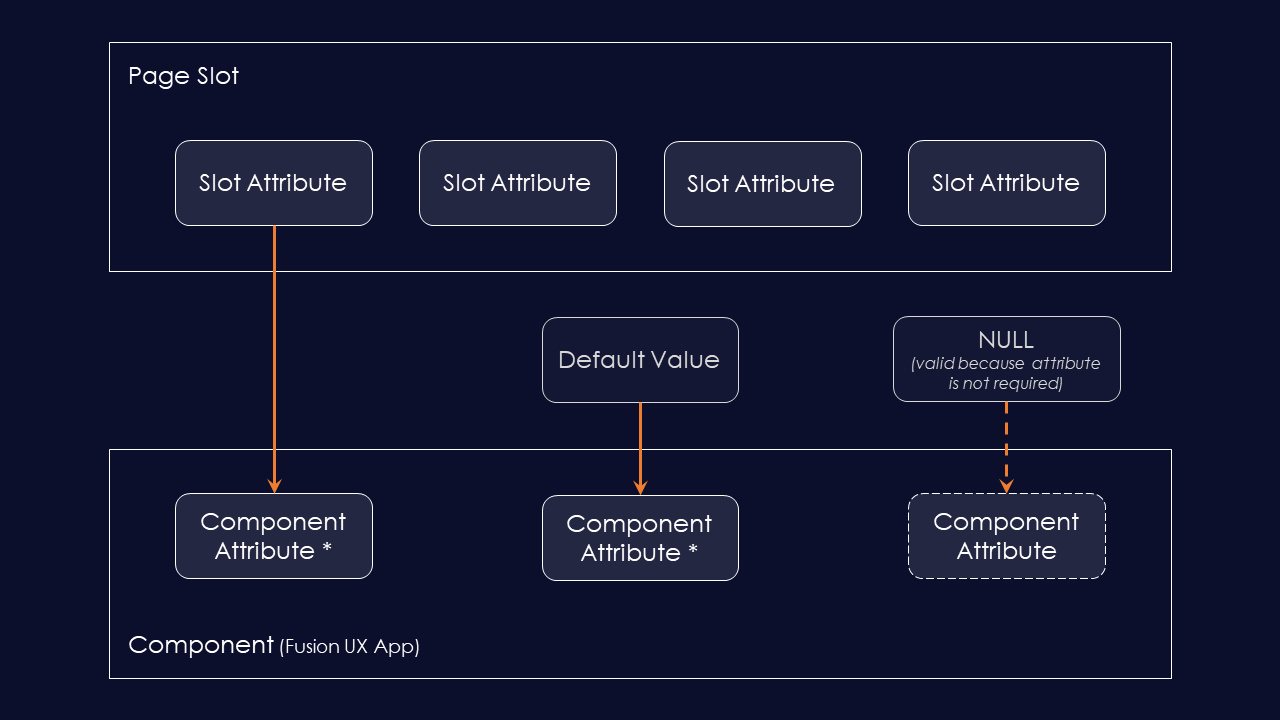 Page Slot
Slot Attribute
Slot Attribute
Slot Attribute
Slot Attribute
Default Value
NULL
(valid because attribute
is not required)
Component
Attribute *
Component
Attribute *
Component
Attribute
Component (Fusion UX App)